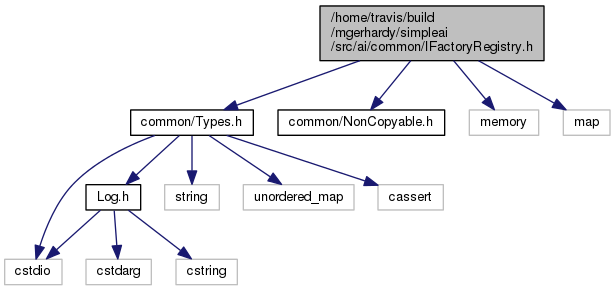 /home/travis/build
/mgerhardy/simpleai
/src/ai/common/IFactoryRegistry.h
common/Types.h
common/NonCopyable.h
memory
map
Log.h
string
unordered_map
cassert
cstdio
cstdarg
cstring